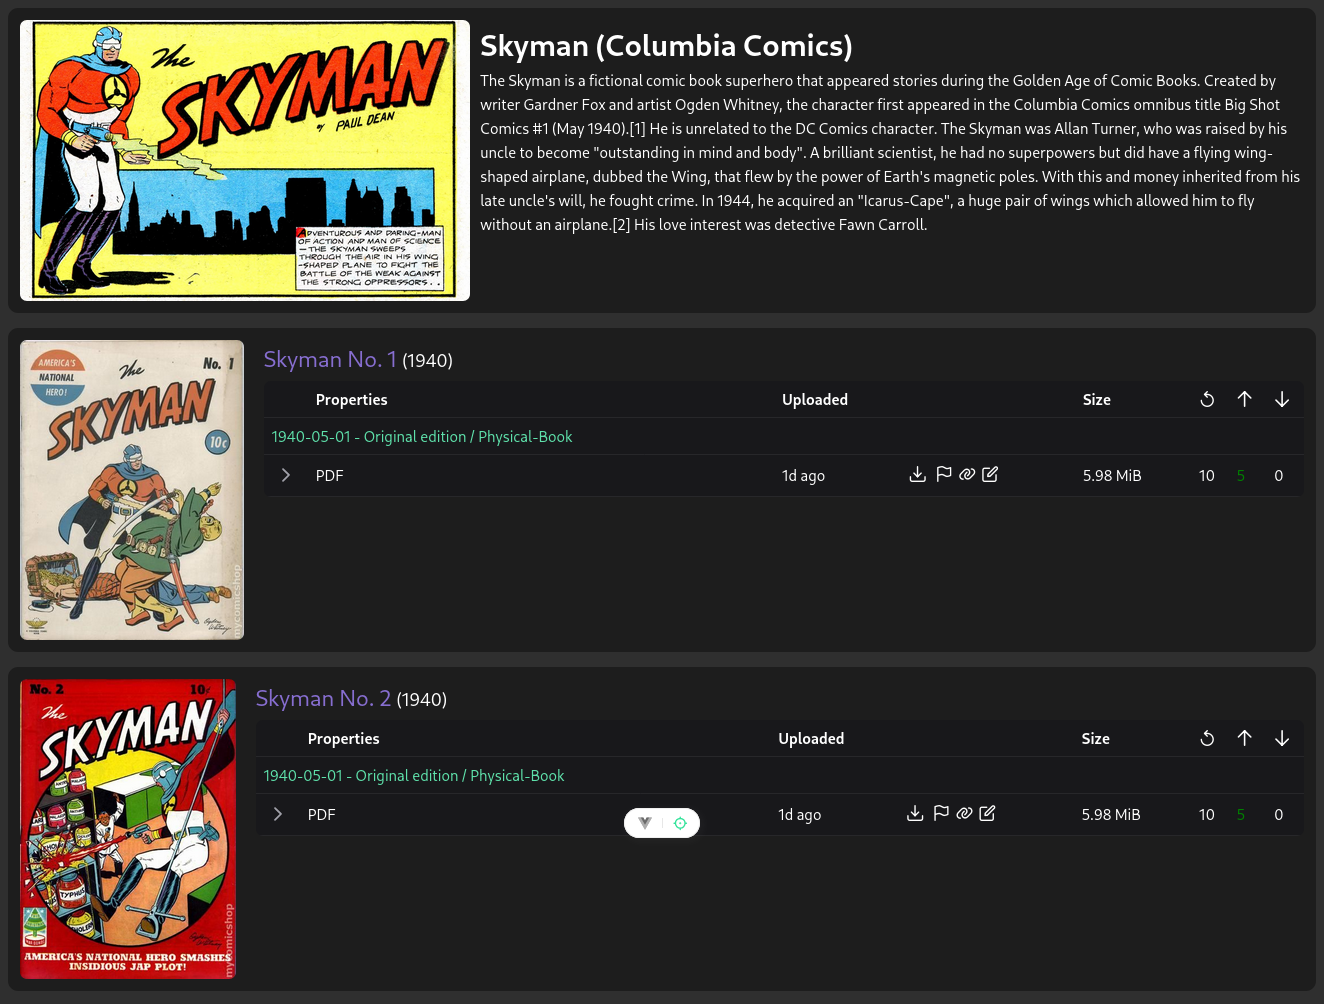 The
SKYMAN
BY PAUL DEAN
ADVENTUROUS AND DARING-MAN
OF ACTION AND MAN OF SCIENCE
—THE SKYMAN SWEEPS
THROUGH THE AIR IN HIS WING
-SHAPED PLANE TO FIGHT THE
BATTLE OF THE WEAK AGAINST
THE STRONG OPPRESSORS . .
Skyman (Columbia Comics)
The Skyman is a fictional comic book superhero that appeared stories during the Golden Age of Comic Books. Created by
writer Gardner Fox and artist Ogden Whitney, the character first appeared in the Columbia Comics omnibus title Big Shot
Comics #1 (May 1940).[1] He is unrelated to the DC Comics character. The Skyman was Allan Turner, who was raised by his
uncle to become "outstanding in mind and body". A brilliant scientist, he had no superpowers but did have a flying wing-
shaped airplane, dubbed the Wing, that flew by the power of Earth's magnetic poles. With this and money inherited from his
late uncle's will, he fought crime. In 1944, he acquired an "Icarus-Cape", a huge pair of wings which allowed him to fly
without an airplane.[2] His love interest was detective Fawn Carroll.
AMERICA'S
NATIONAL
HERO!
No. 1
The
SKYMAN
10¢
Ogden Whitney
mycomicshop
Skyman No. 1 (1940)
Properties Uploaded Size
1940-05-01 - Original edition / Physical-Book
PDF 1d ago 5.98 MiB 10 5 0
No. 2 10¢
The
SKYMAN
TYPHUS
mycomicshop
AMERICA'S NATIONAL HERO SMASHES
INSIDIOUS JAP PLOT!
Skyman No. 2 (1940)
Properties Uploaded Size
1940-05-01 - Original edition / Physical-Book
PDF 1d ago 5.98 MiB 10 5 0